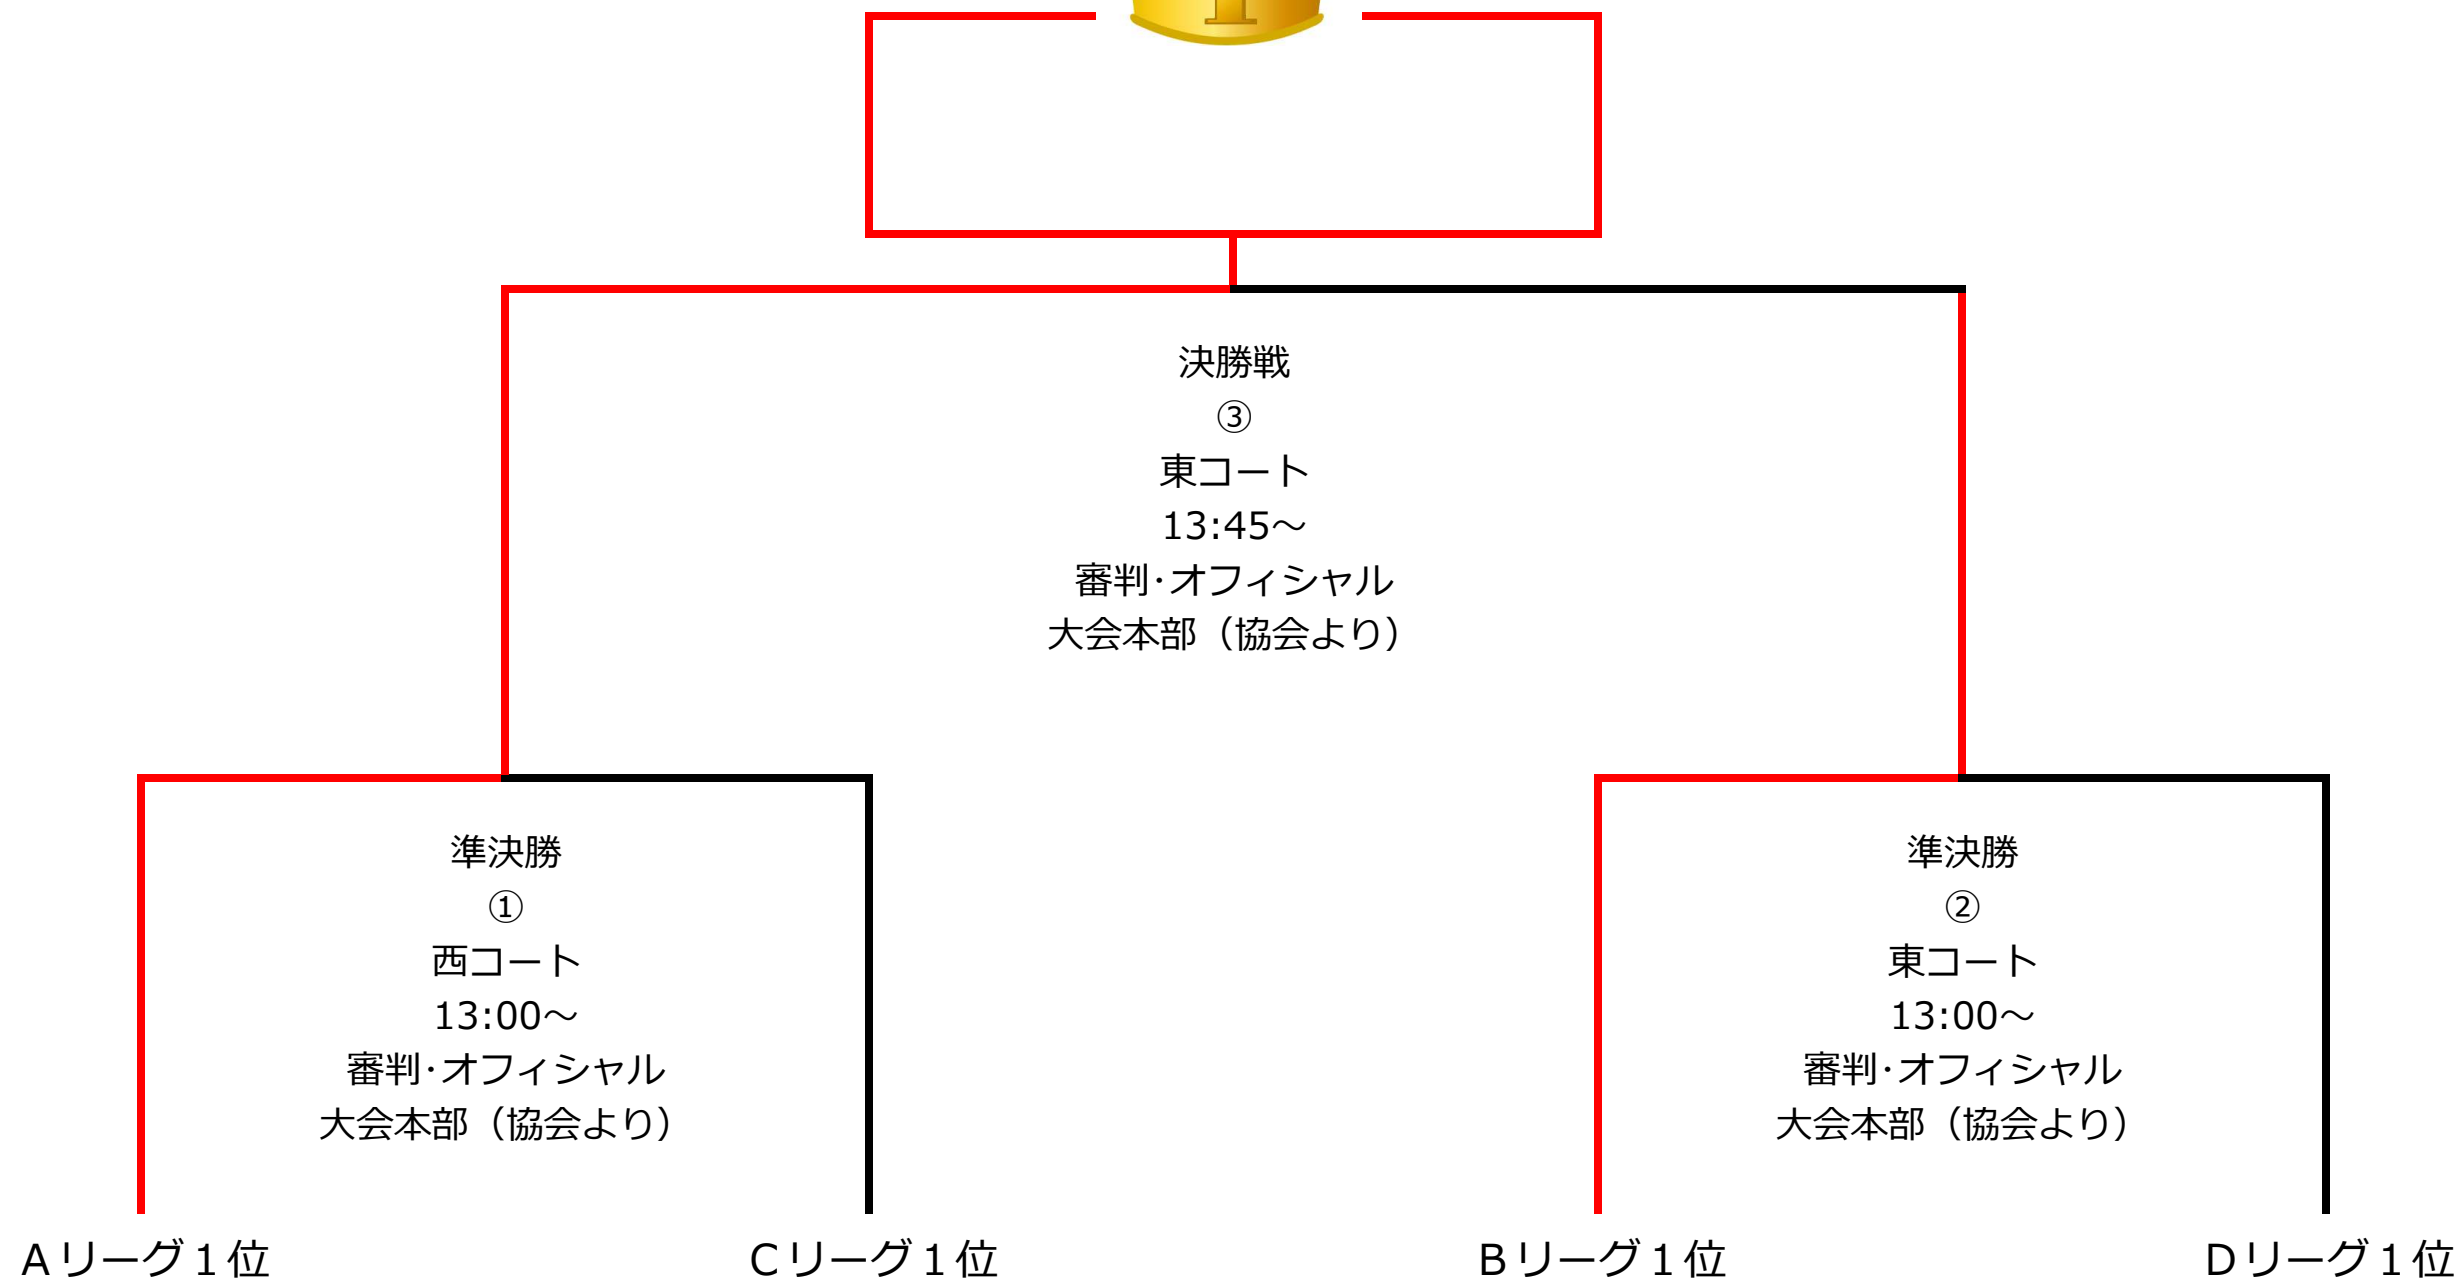 1
決勝戦
③
東コート
13:45～
審判･オフィシャル
大会本部（協会より）
準決勝
①
西コート
13:00～
審判･オフィシャル
大会本部（協会より）
準決勝
②
東コート
13:00～
審判･オフィシャル
大会本部（協会より）
Ａリーグ１位
Ｃリーグ１位
Ｂリーグ１位
Ｄリーグ１位